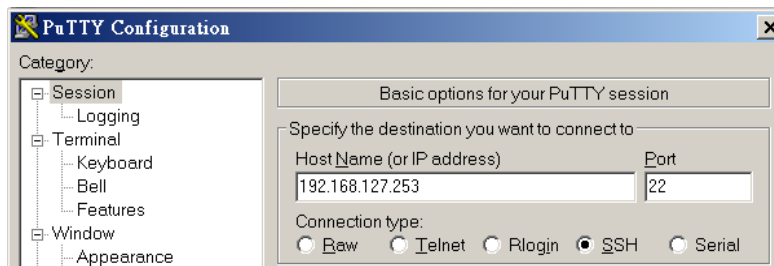 PuTTY Configuration
Category:
Session
Logging
Terminal
Keyboard
Bell
Features
Window
Appearance
Basic options for your PuTTY session
Specify the destination you want to connect to
Host Name (or IP address) Port
192.168.127.253 22
Connection type:
Raw Telnet Rlogin SSH Serial